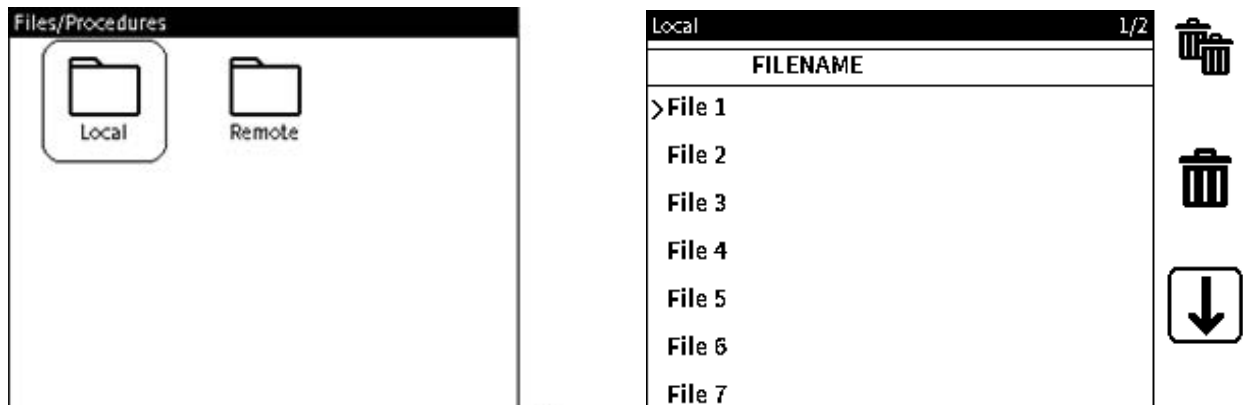 Files/Procedures
Local
Remote
Local 1/2
FILENAME
>File 1
File 2
File 3
File 4
File 5
File 6
File 7